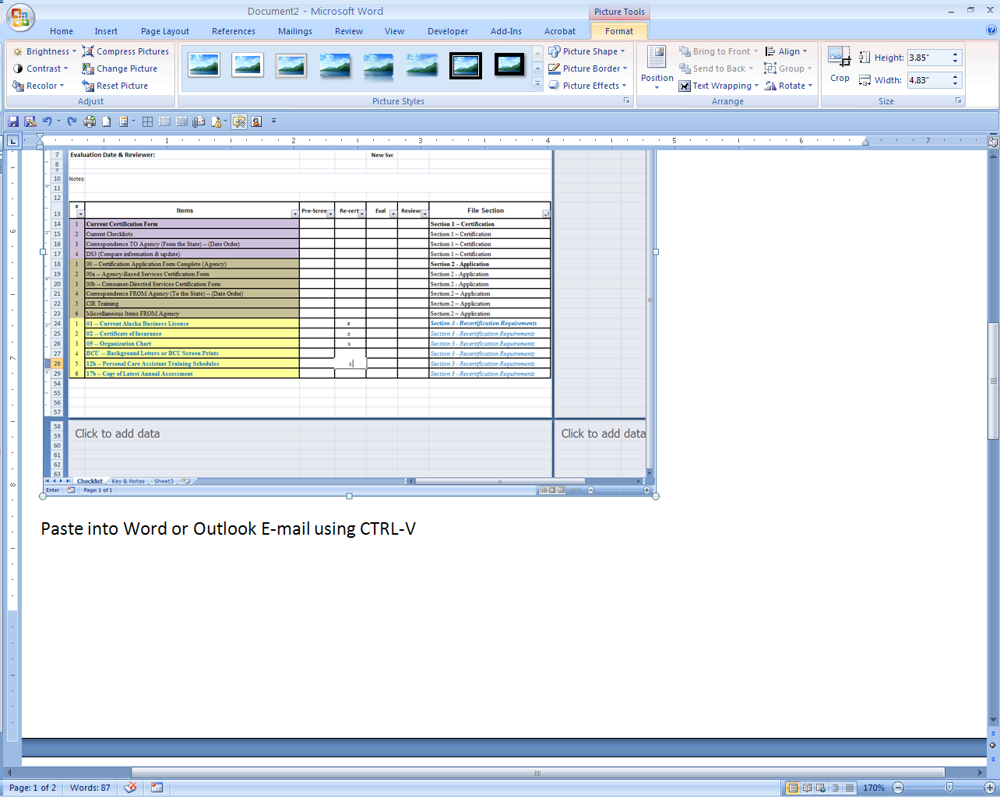 Document2 - Microsoft Word
Picture Tools
Home Insert Page Layout References Mailings Review View Developer Add-Ins Acrobat Format
Brightness Compress Pictures
Contrast Change Picture
Recolor Reset Picture
Adjust
Picture Shape
Picture Border
Picture Effects
Picture Styles
Position
Bring to Front
Send to Back
Text Wrapping
Align
Group
Rotate
Arrange
Crop
Height: 3.85"
Width: 4.83"
Size
L 1 2 3 4 5 6 7
7 Evaluation Date & Reviewer: New Svc
8
9
10 Notes:
11
12
13 # Items Pre-Scree Re-cert Eval Review File Section
14 1 Current Certification Form Section 1 – Certification
15 2 Current Checklists Section 1 – Certification
16 3 Correspondence TO Agency (From the State) -- (Date Order) Section 1 – Certification
17 4 DS3 (Compare information & update) Section 1 – Certification
18 1 00 -- Certification Application Form Complete (Agency) Section 2 - Application
19 2 00a -- Agency-Based Services Certification Form Section 2 - Application
20 3 00b -- Consumer-Directed Services Certification Form Section 2 - Application
21 4 Correspondence FROM Agency (To the State) -- (Date Order) Section 2 – Application
22 5 CIR Training Section 2 – Application
23 6 Miscellaneous Items FROM Agency Section 2 – Application
24 1 01 -- Current Alaska Business License x Section 3 - Recertification Requirements
25 2 02 -- Certificate of Insurance x Section 3 - Recertification Requirements
26 3 05 -- Organization Chart x Section 3 - Recertification Requirements
27 4 BCU -- Background Letters or BCU Screen Prints Section 3 - Recertification Requirements
28 5 12b -- Personal Care Assistant Training Schedules x Section 3 - Recertification Requirements
29 6 17b -- Copy of Latest Annual Assessment Section 3 - Recertification Requirements
54
55
56
57
58
59 Click to add data Click to add data
60
61
62
63
Checklist Key & Notes Sheet3
Enter Page: 1 of 1 100%
6
7
8
Paste into Word or Outlook E-mail using CTRL-V
Page: 1 of 2 Words: 87 170%